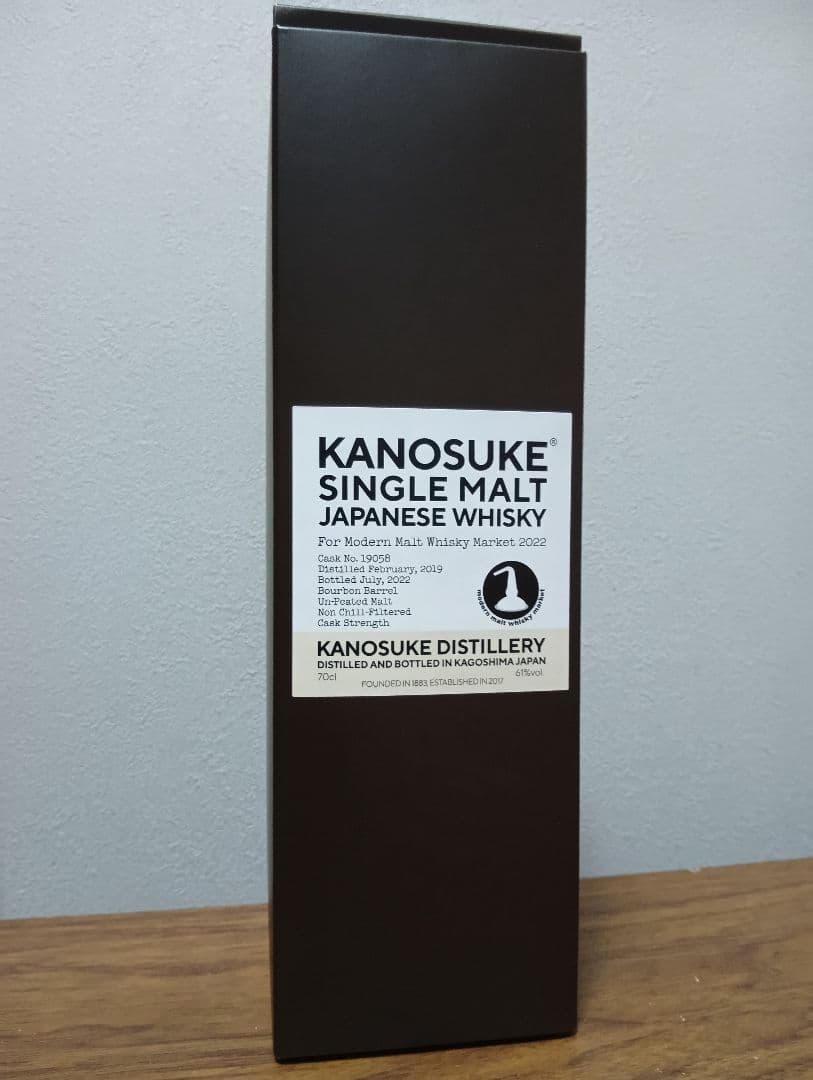 KANOSUKE®
SINGLE MALT
JAPANESE WHISKY
For Modern Malt Whisky Market 2022
Cask No. 19058
Distilled February, 2019
Bottled July, 2022
Bourbon Barrel
Un-Peated Malt
Non Chill-Filtered
Cask Strength
modern malt whisky market
KANOSUKE DISTILLERY
DISTILLED AND BOTTLED IN KAGOSHIMA JAPAN
70cl 61%vol.
FOUNDED IN 1883, ESTABLISHED IN 2017